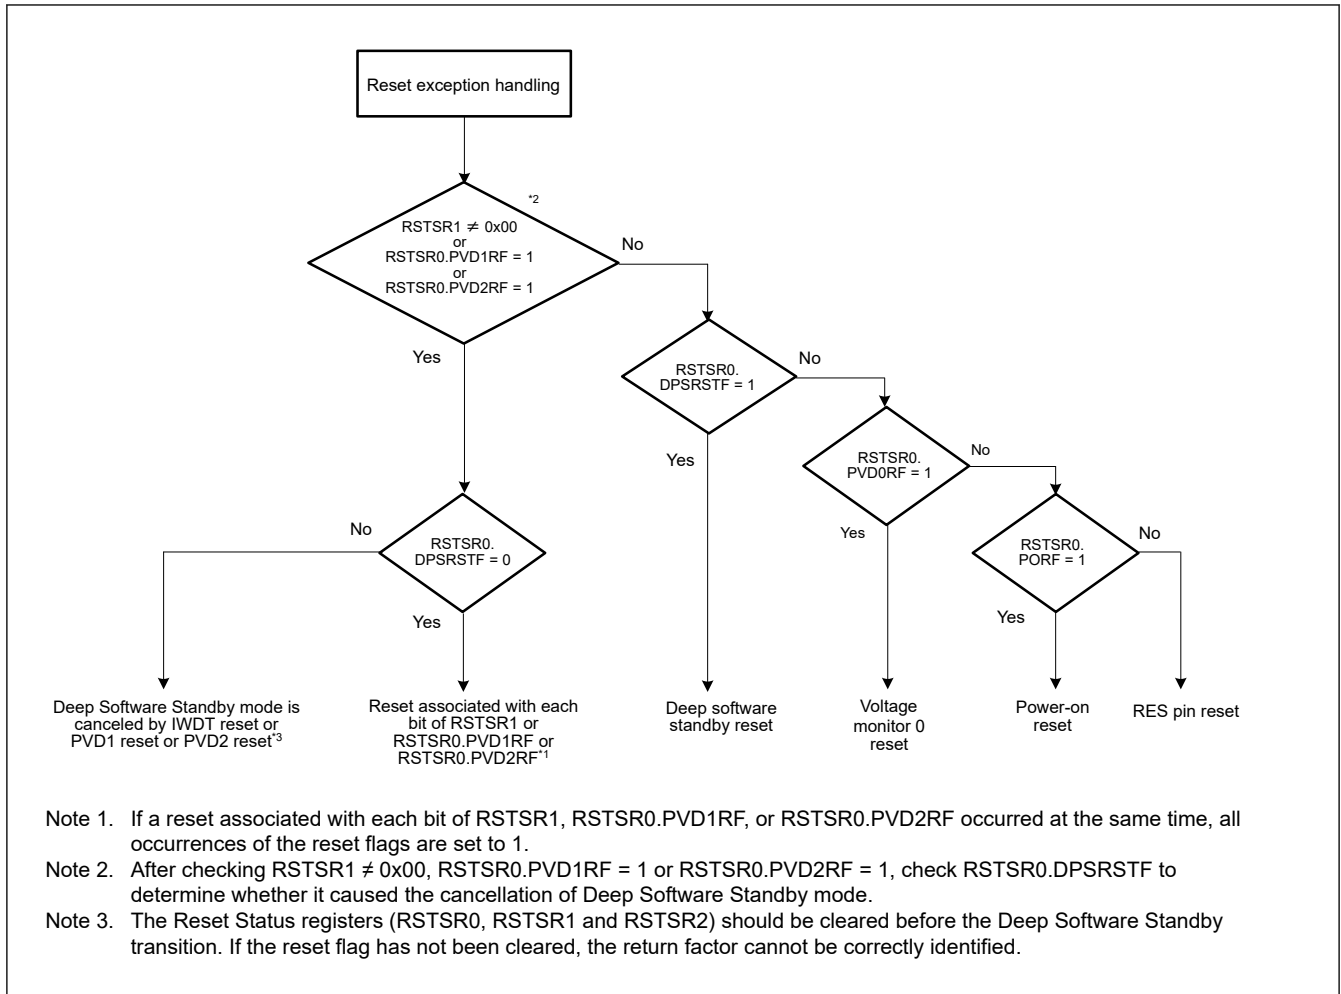 Reset exception handling
*2
RSTSR1 ≠ 0x00
or
RSTSR0.PVD1RF = 1
or
RSTSR0.PVD2RF = 1
No
Yes
RSTSR0.
DPSRSTF = 1
No
Yes
RSTSR0.
PVD0RF = 1
No
Yes
RSTSR0.
PORF = 1
No
Yes
RSTSR0.
DPSRSTF = 0
No
Yes
Deep Software Standby mode is
canceled by IWDT reset or
PVD1 reset or PVD2 reset*3
Reset associated with each
bit of RSTSR1 or
RSTSR0.PVD1RF or
RSTSR0.PVD2RF*1
Deep software
standby reset
Voltage
monitor 0
reset
Power-on
reset
RES pin reset
Note 1. If a reset associated with each bit of RSTSR1, RSTSR0.PVD1RF, or RSTSR0.PVD2RF occurred at the same time, all
occurrences of the reset flags are set to 1.
Note 2. After checking RSTSR1 ≠ 0x00, RSTSR0.PVD1RF = 1 or RSTSR0.PVD2RF = 1, check RSTSR0.DPSRSTF to
determine whether it caused the cancellation of Deep Software Standby mode.
Note 3. The Reset Status registers (RSTSR0, RSTSR1 and RSTSR2) should be cleared before the Deep Software Standby
transition. If the reset flag has not been cleared, the return factor cannot be correctly identified.